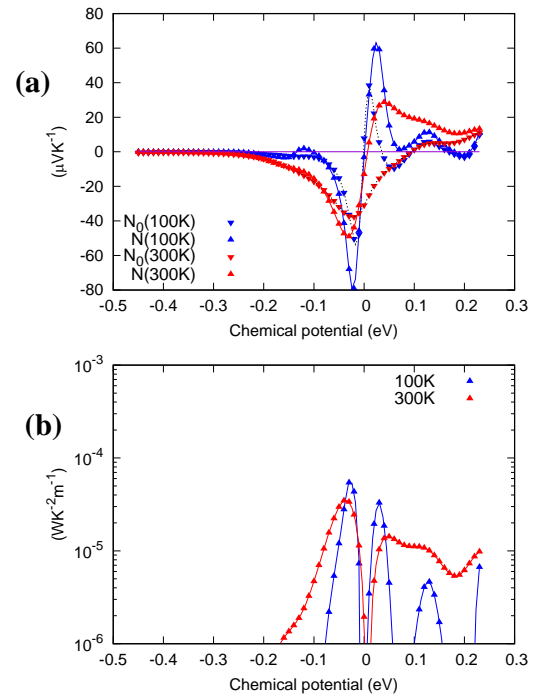 (a)
80
60
40
20
0
-20
-40
-60
-80
(μVK⁻¹)
N₀(100K)
N(100K)
N₀(300K)
N(300K)
-0.5 -0.4 -0.3 -0.2 -0.1 0 0.1 0.2 0.3
Chemical potential (eV)
(b)
10⁻³
10⁻⁴
10⁻⁵
10⁻⁶
(WK⁻²m⁻¹)
100K
300K
-0.5 -0.4 -0.3 -0.2 -0.1 0 0.1 0.2 0.3
Chemical potential (eV)